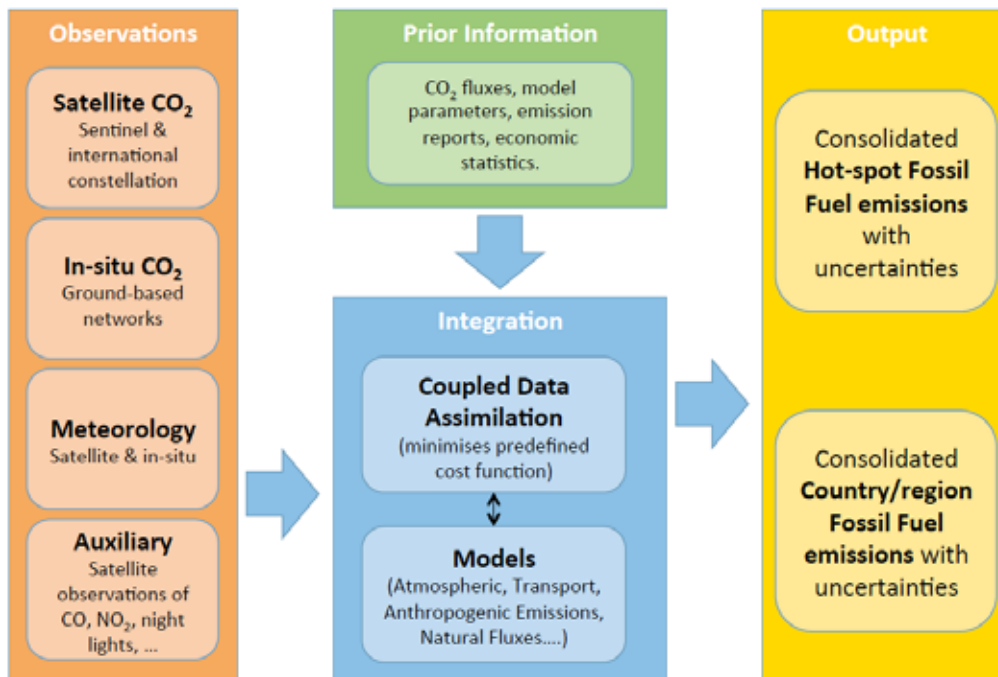 Observations
Satellite CO₂
Sentinel &
international
constellation
In-situ CO₂
Ground-based
networks
Meteorology
Satellite & in-situ
Auxiliary
Satellite
observations of
CO, NO₂, night
lights, ...
Prior Information
CO₂ fluxes, model
parameters, emission
reports, economic
statistics.
Integration
Coupled Data
Assimilation
(minimises predefined
cost function)
Models
(Atmospheric, Transport,
Anthropogenic Emissions,
Natural Fluxes....)
Output
Consolidated
Hot-spot Fossil
Fuel emissions
with
uncertainties
Consolidated
Country/region
Fossil Fuel
emissions with
uncertainties